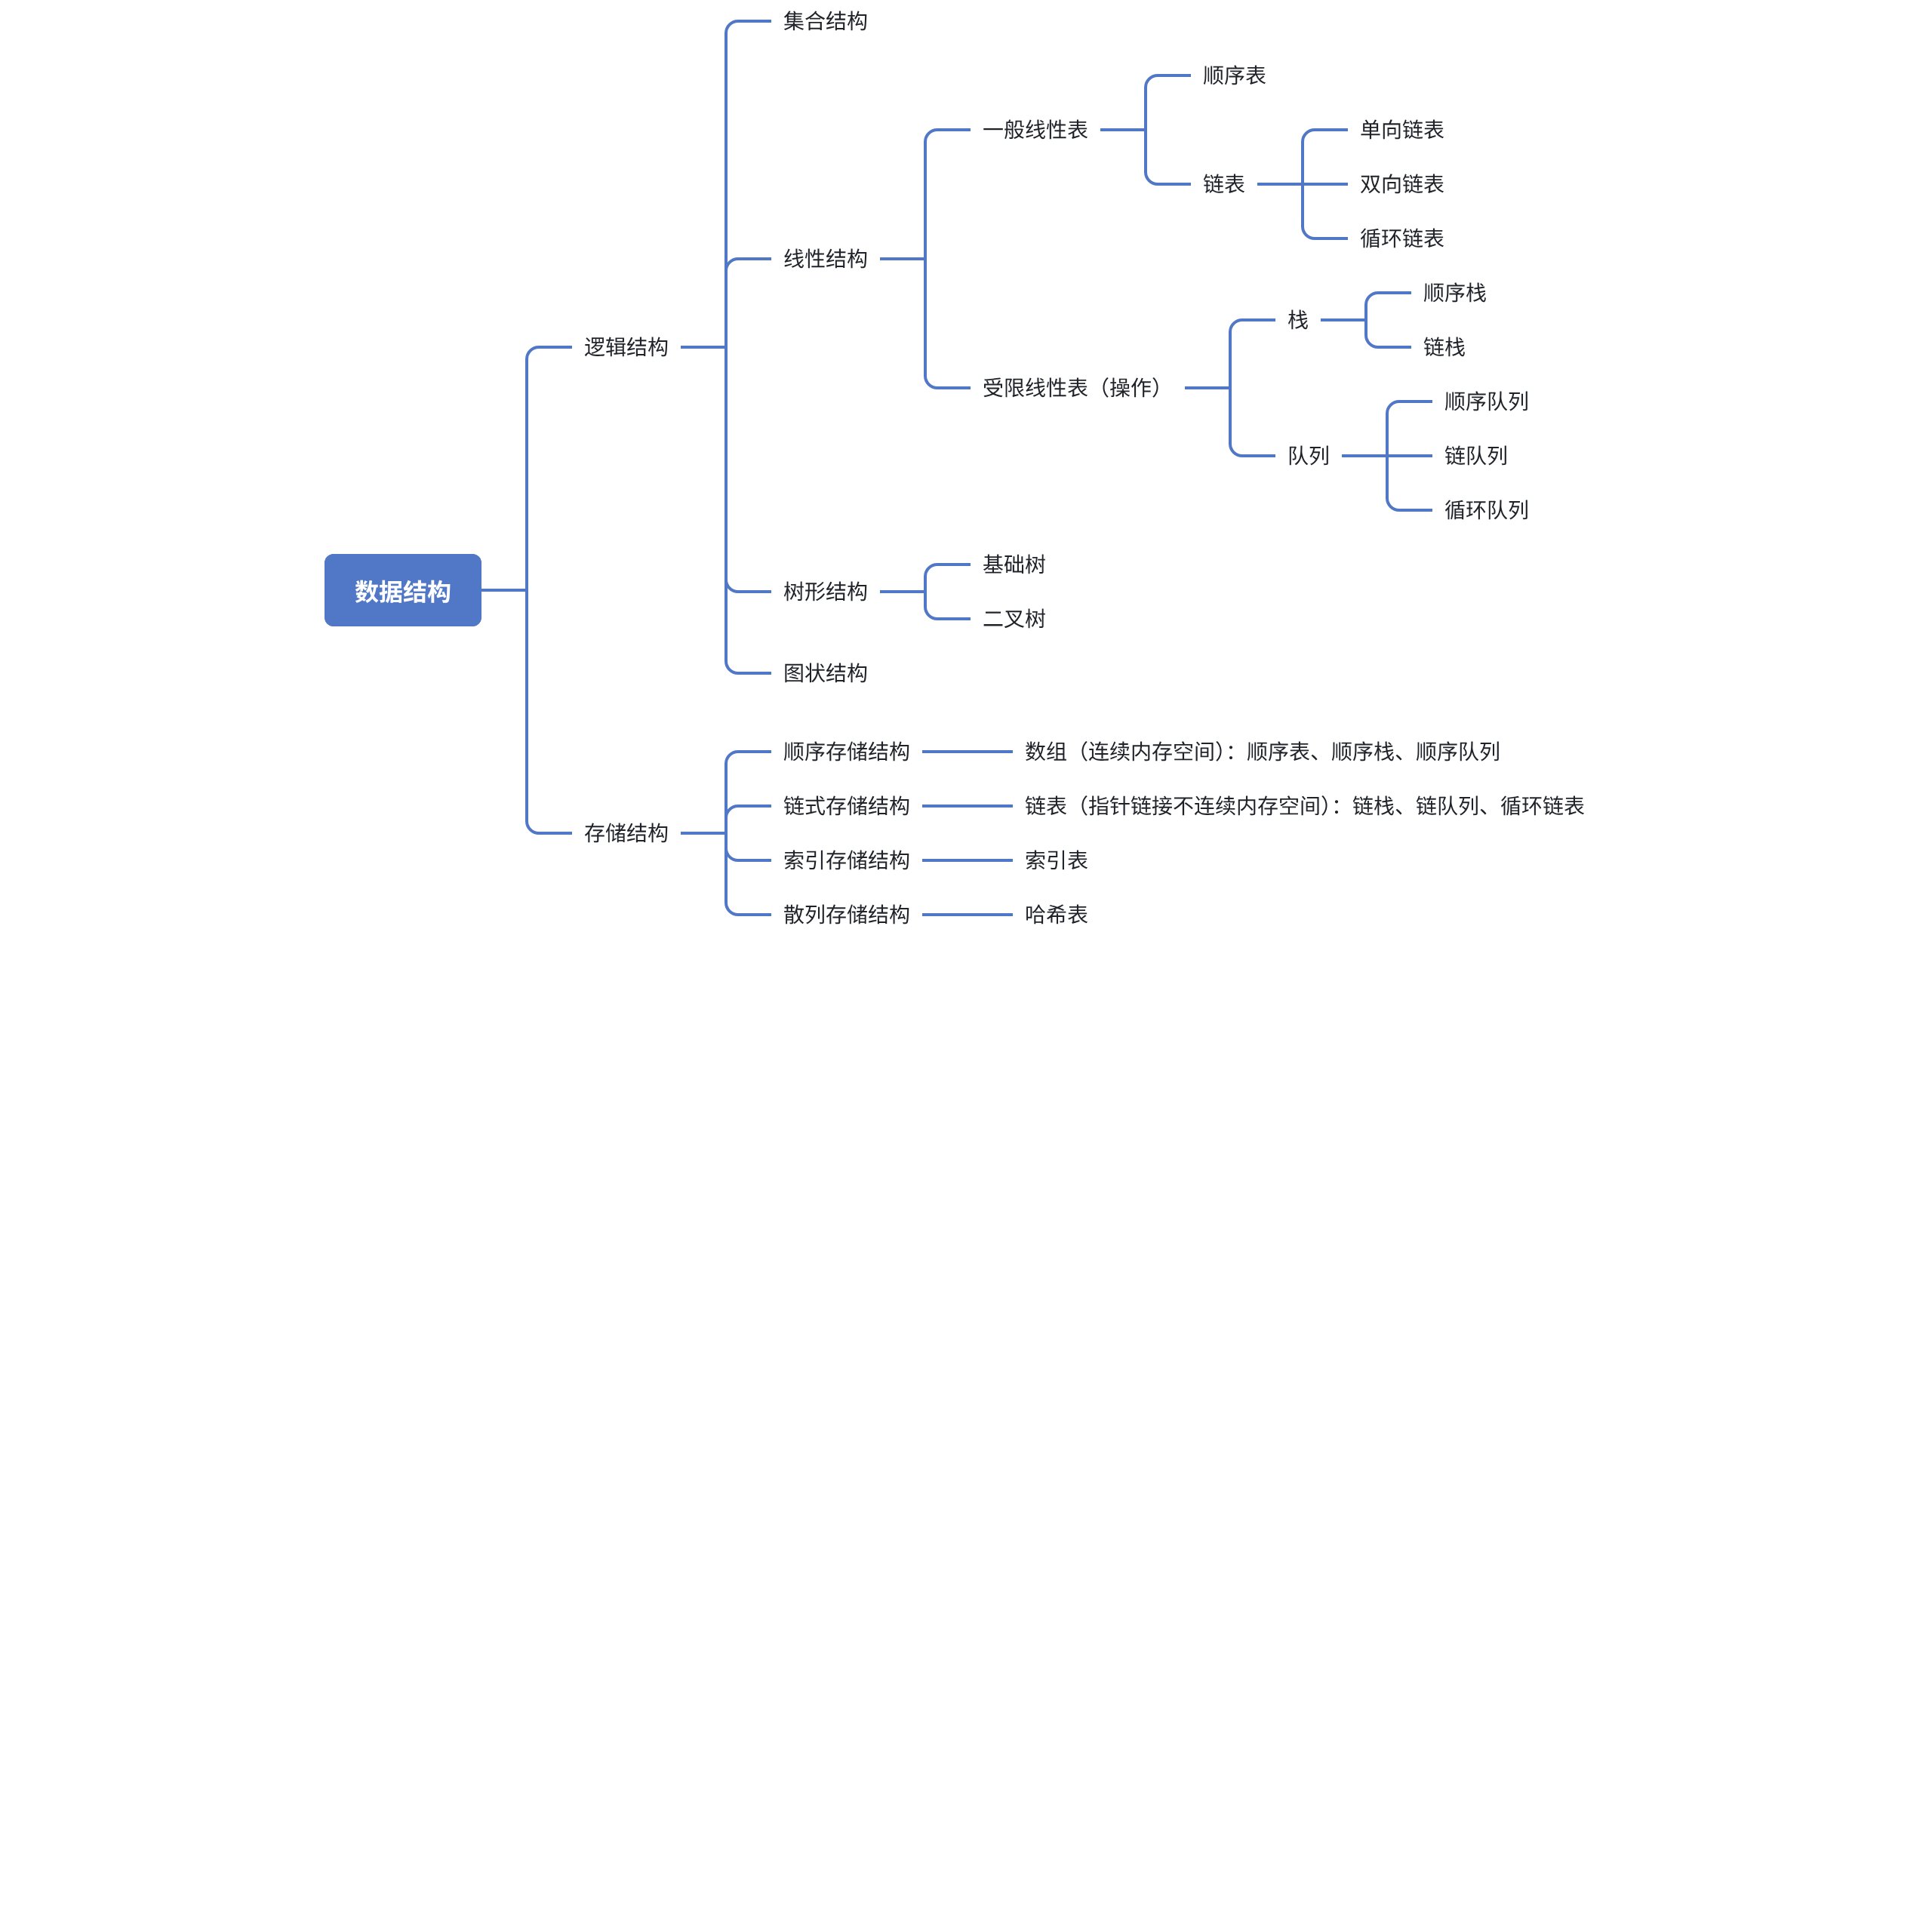 集合结构
顺序表
一般线性表
单向链表
链表
双向链表
循环链表
线性结构
顺序栈
栈
逻辑结构
链栈
受限线性表（操作）
顺序队列
队列
链队列
循环队列
基础树
数据结构
树形结构
二叉树
图状结构
顺序存储结构
数组（连续内存空间）：顺序表、顺序栈、顺序队列
链式存储结构
链表（指针链接不连续内存空间）：链栈、链队列、循环链表
存储结构
索引存储结构
索引表
散列存储结构
哈希表